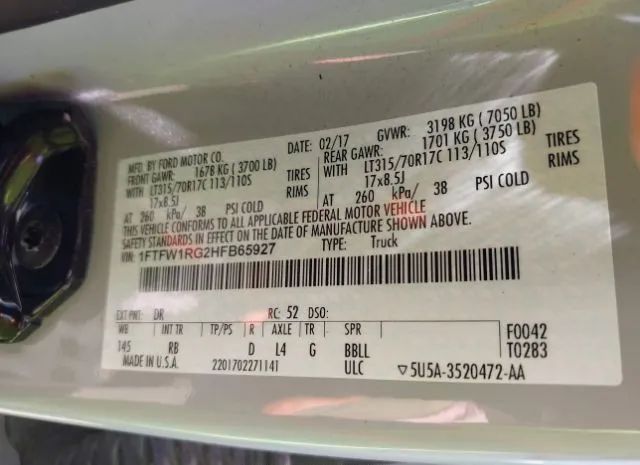 MFD. BY FORD MOTOR CO.
DATE: 02/17 GVWR: 3198 KG ( 7050 LB)
FRONT GAWR: 1678 KG ( 3700 LB)
REAR GAWR: 1701 KG ( 3750 LB)
WITH LT315/70R17C 113/110S TIRES
WITH LT315/70R17C 113/110S TIRES
17x8.5J RIMS
17x8.5J RIMS
AT 260 kPa/ 38 PSI COLD
AT 260 kPa/ 38 PSI COLD
THIS VEHICLE CONFORMS TO ALL APPLICABLE FEDERAL MOTOR VEHICLE
SAFETY STANDARDS IN EFFECT ON THE DATE OF MANUFACTURE SHOWN ABOVE.
VIN: 1FTFW1RG2HFB65927
TYPE: Truck
EXT PNT: DR RC: 52 DSO:
WB INT TR TP/PS R AXLE TR SPR F0042
145 RB D L4 G BBLL T0283
MADE IN U.S.A. 2201702271141 ULC ▽5U5A-3520472-AA